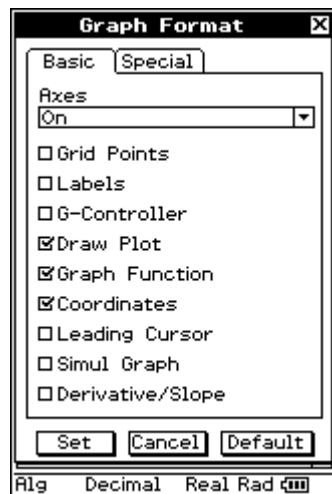 Graph Format
Basic Special
Axes
On
Grid Points
Labels
G-Controller
Draw Plot
Graph Function
Coordinates
Leading Cursor
Simul Graph
Derivative/Slope
Set Cancel Default
Alg Decimal Real Rad